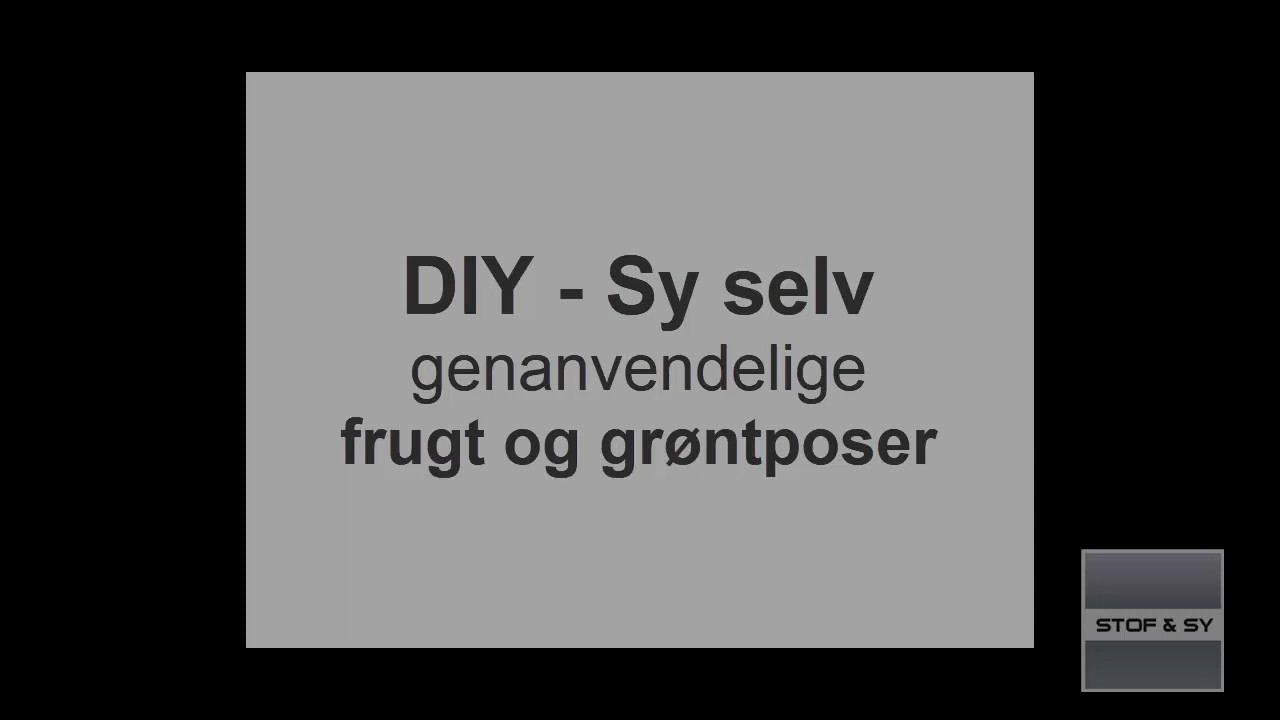 DIY - Sy selv
genanvendelige
frugt og grøntposer
STOF & SY